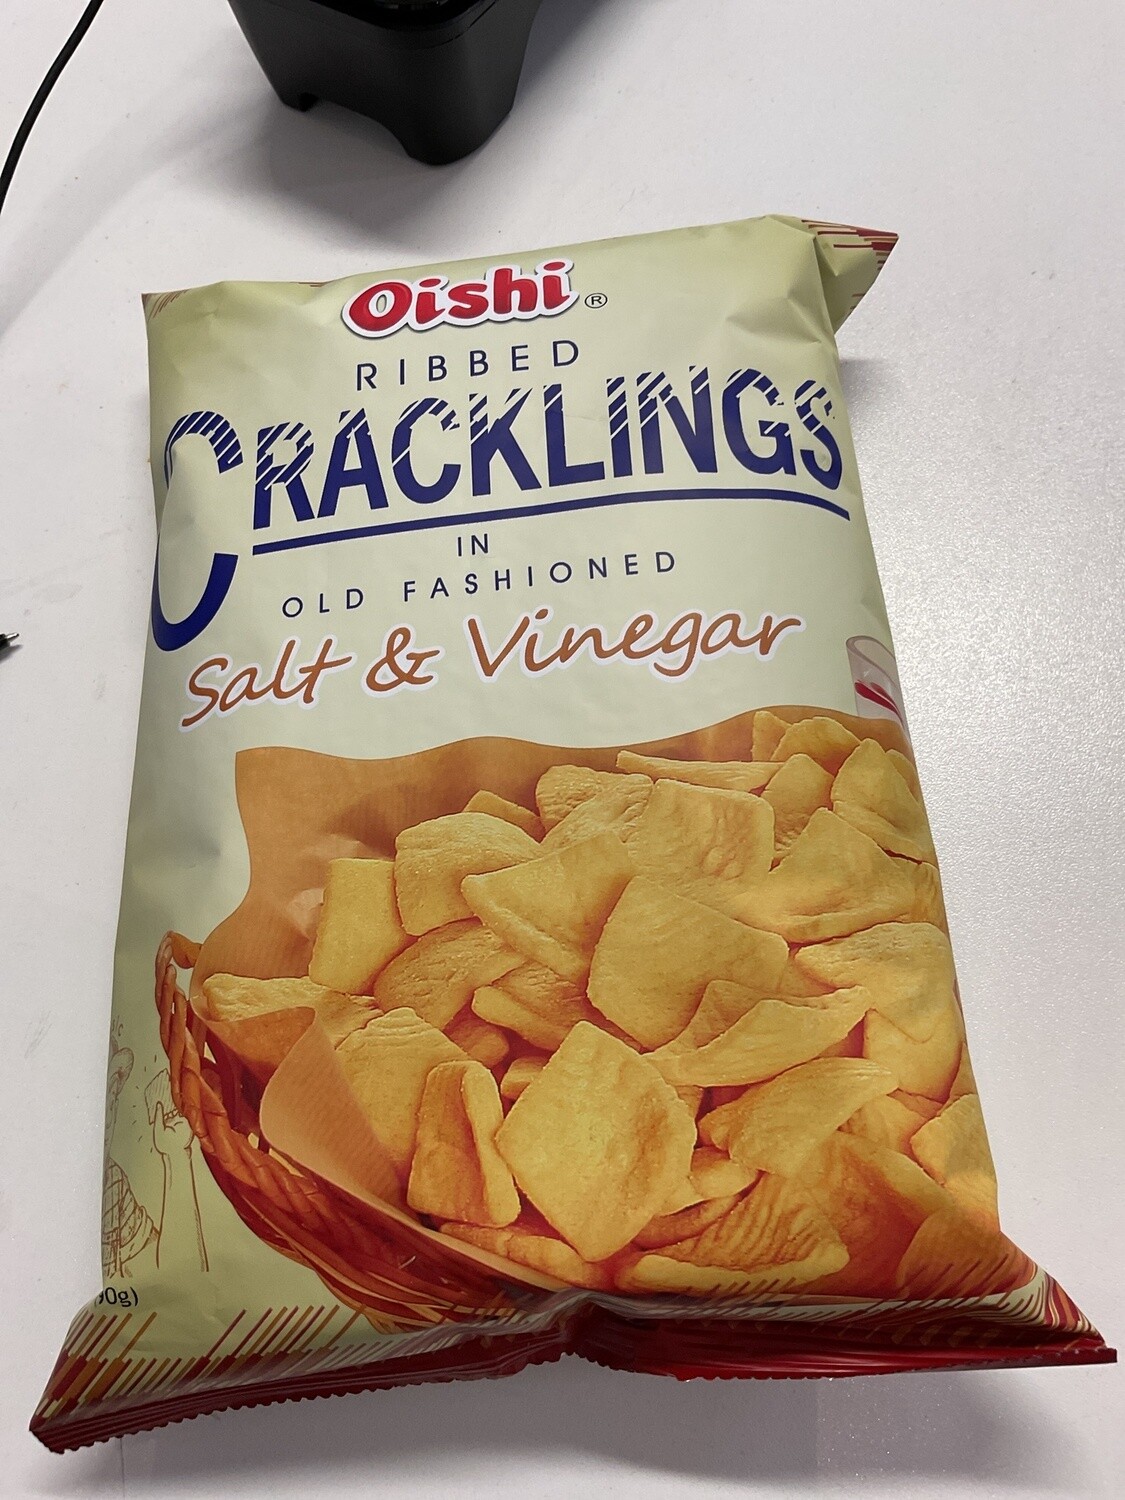 Oishi®
RIBBED
CRACKLINGS
IN
OLD FASHIONED
Salt & Vinegar